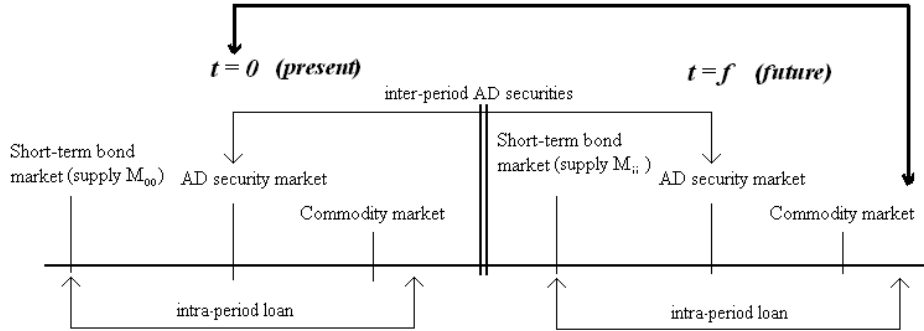 t = 0 (present)
t = f (future)
inter-period AD securities
Short-term bond
market (supply M₀₀)
AD security market
Commodity market
Short-term bond
market (supply Mᵢᵢ)
AD security market
Commodity market
intra-period loan
intra-period loan